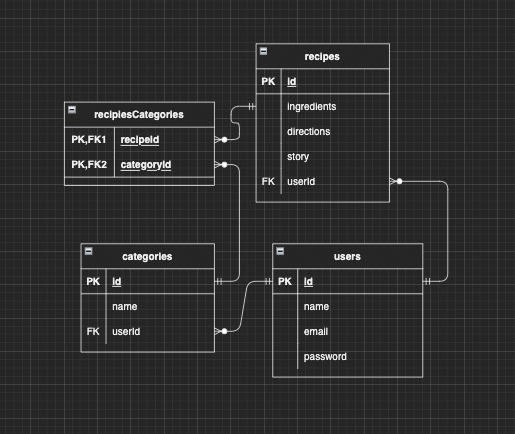 recipes
PK id
ingredients
directions
story
FK userId
recipiesCategories
PK,FK1 recipeId
PK,FK2 categoryId
categories
PK id
name
FK userId
users
PK id
name
email
password